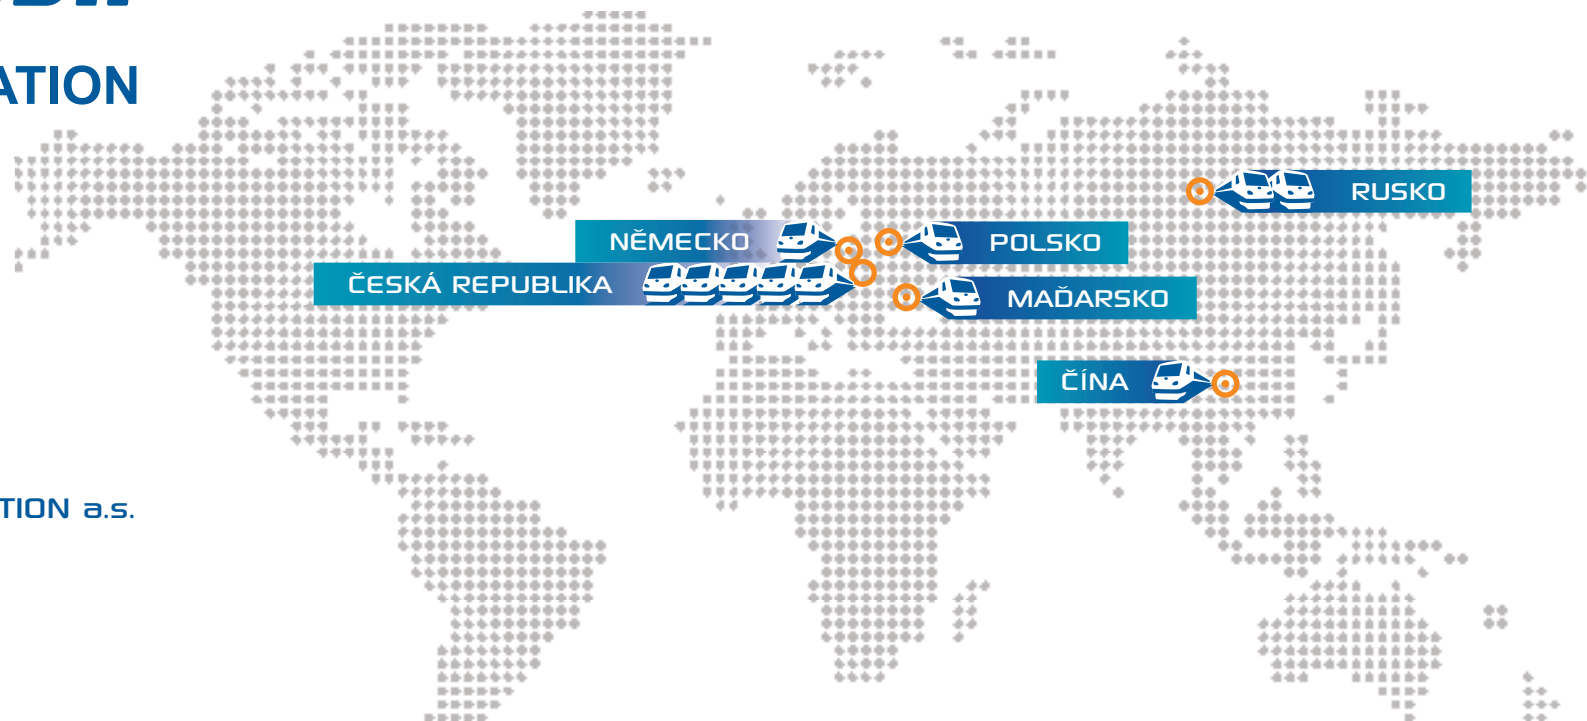 ATION
RUSKO
NĚMECKO
POLSKO
ČESKÁ REPUBLIKA
MAĎARSKO
ČÍNA
TION a.s.